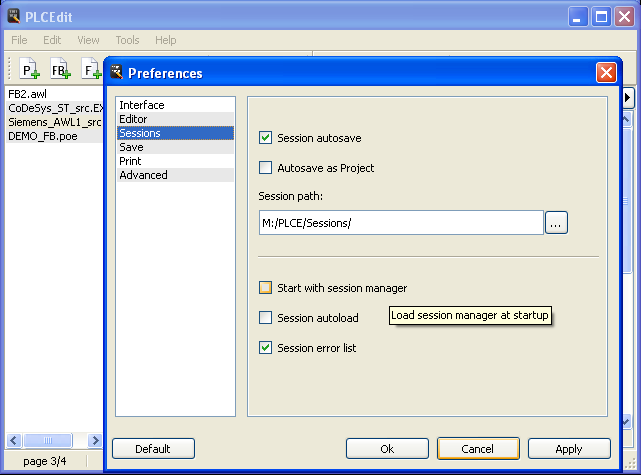 PLCEdit
File Edit View Tools Help
P FB F
Preferences
FB2.awl
CoDeSys_ST_src.EX
Siemens_AWL1_src
DEMO_FB.poe
Interface
Editor
Sessions
Save
Print
Advanced
Session autosave
Autosave as Project
Session path:
M:/PLCE/Sessions/
...
Start with session manager
Load session manager at startup
Session autoload
Session error list
Default
Ok
Cancel
Apply
page 3/4